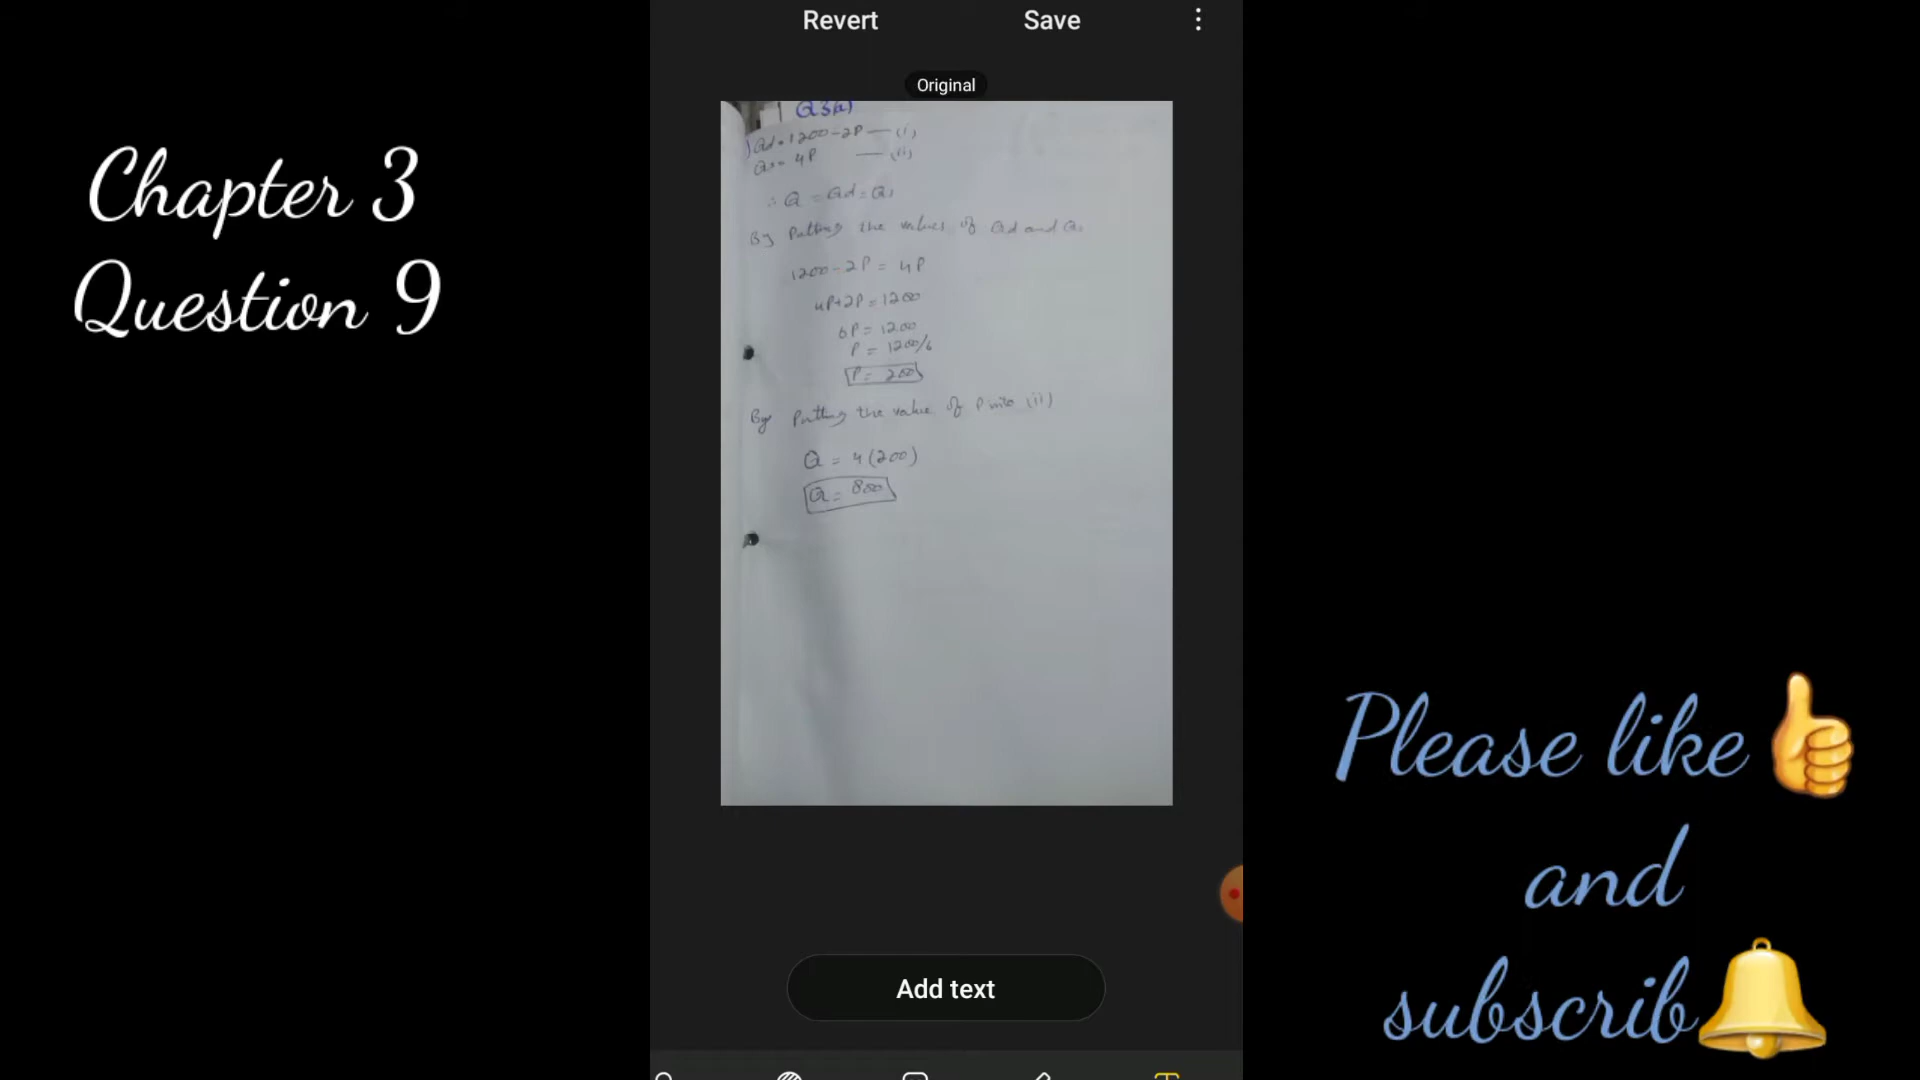 Chapter 3
Question 9
Revert
Save
Original
Q3(a)
Qd = 1200-2P — (i)
Qs = 4P — (ii)
∴ Q = Qd = Qs
By Putting the values of Qd and Qs
1200-2P = 4P
4P+2P = 1200
6P = 1200
P = 1200/6
P = 200
By Putting the value of P into (ii)
Q = 4(200)
Q = 800
Add text
Please like
and
subscrib